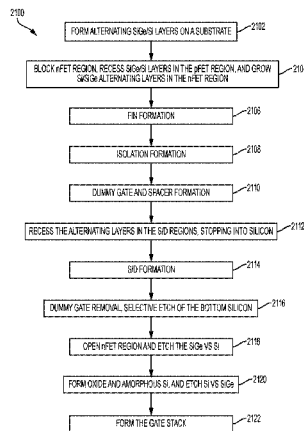 2100
FORM ALTERNATING SiGe/Si LAYERS ON A SUBSTRATE
2102
BLOCK nFET REGION, RECESS SiGe/Si LAYERS IN THE pFET REGION, AND GROW
Si/SiGe ALTERNATING LAYERS IN THE nFET REGION
210
FIN FORMATION
2106
ISOLATION FORMATION
2108
DUMMY GATE AND SPACER FORMATION
2110
RECESS THE ALTERNATING LAYERS IN THE S/D REGIONS, STOPPING INTO SILICON
2112
S/D FORMATION
2114
DUMMY GATE REMOVAL, SELECTIVE ETCH OF THE BOTTOM SILICON
2116
OPEN nFET REGION AND ETCH THE SiGe VS Si
2118
FORM OXIDE AND AMORPHOUS Si, AND ETCH Si VS SiGe
2120
FORM THE GATE STACK
2122